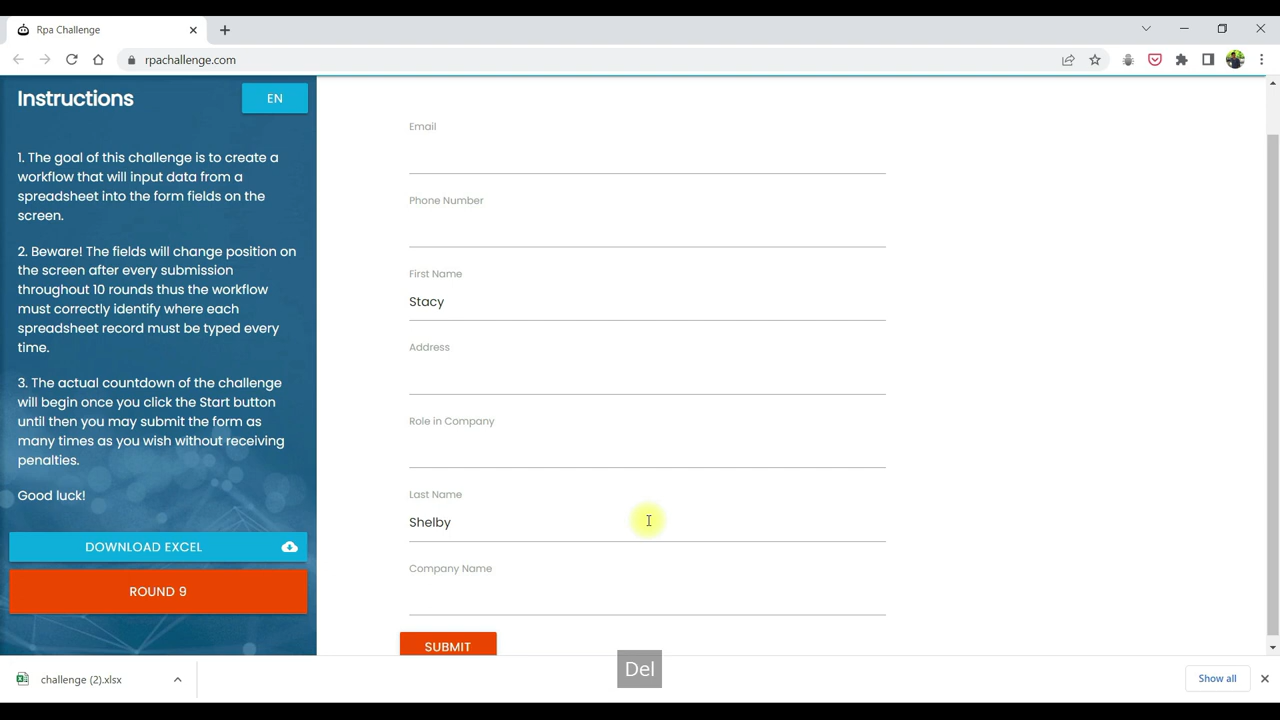 Rpa Challenge
rpachallenge.com
Instructions
EN
1. The goal of this challenge is to create a
workflow that will input data from a
spreadsheet into the form fields on the
screen.
2. Beware! The fields will change position on
the screen after every submission
throughout 10 rounds thus the workflow
must correctly identify where each
spreadsheet record must be typed every
time.
3. The actual countdown of the challenge
will begin once you click the Start button
until then you may submit the form as
many times as you wish without receiving
penalties.
Good luck!
DOWNLOAD EXCEL
ROUND 9
Email
Phone Number
First Name
Stacy
Address
Role in Company
Last Name
Shelby
Company Name
SUBMIT
Del
challenge (2).xlsx
Show all